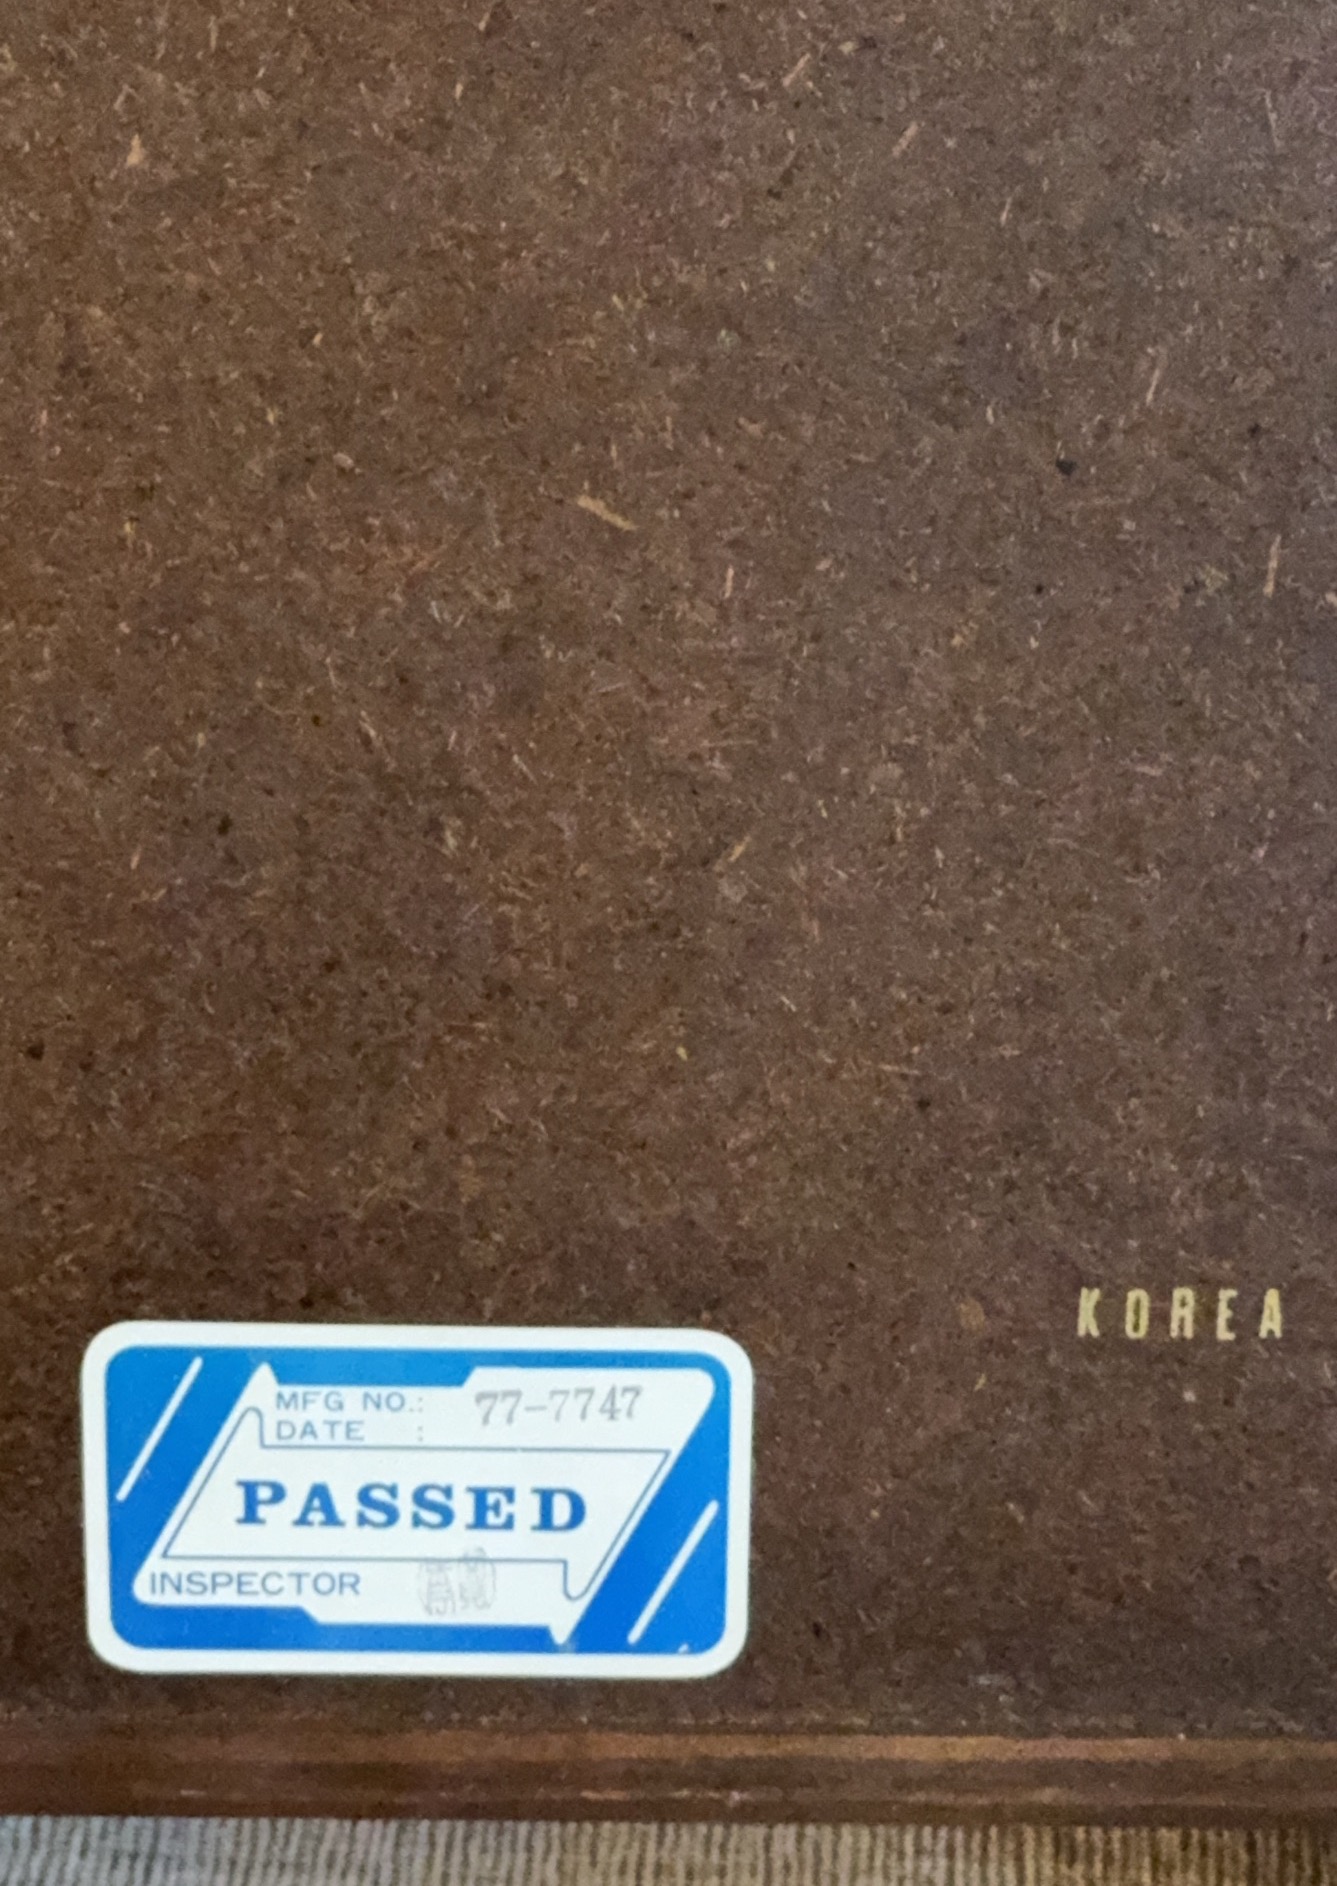 KOREA
MFG NO.: 77-7747
DATE :
PASSED
INSPECTOR